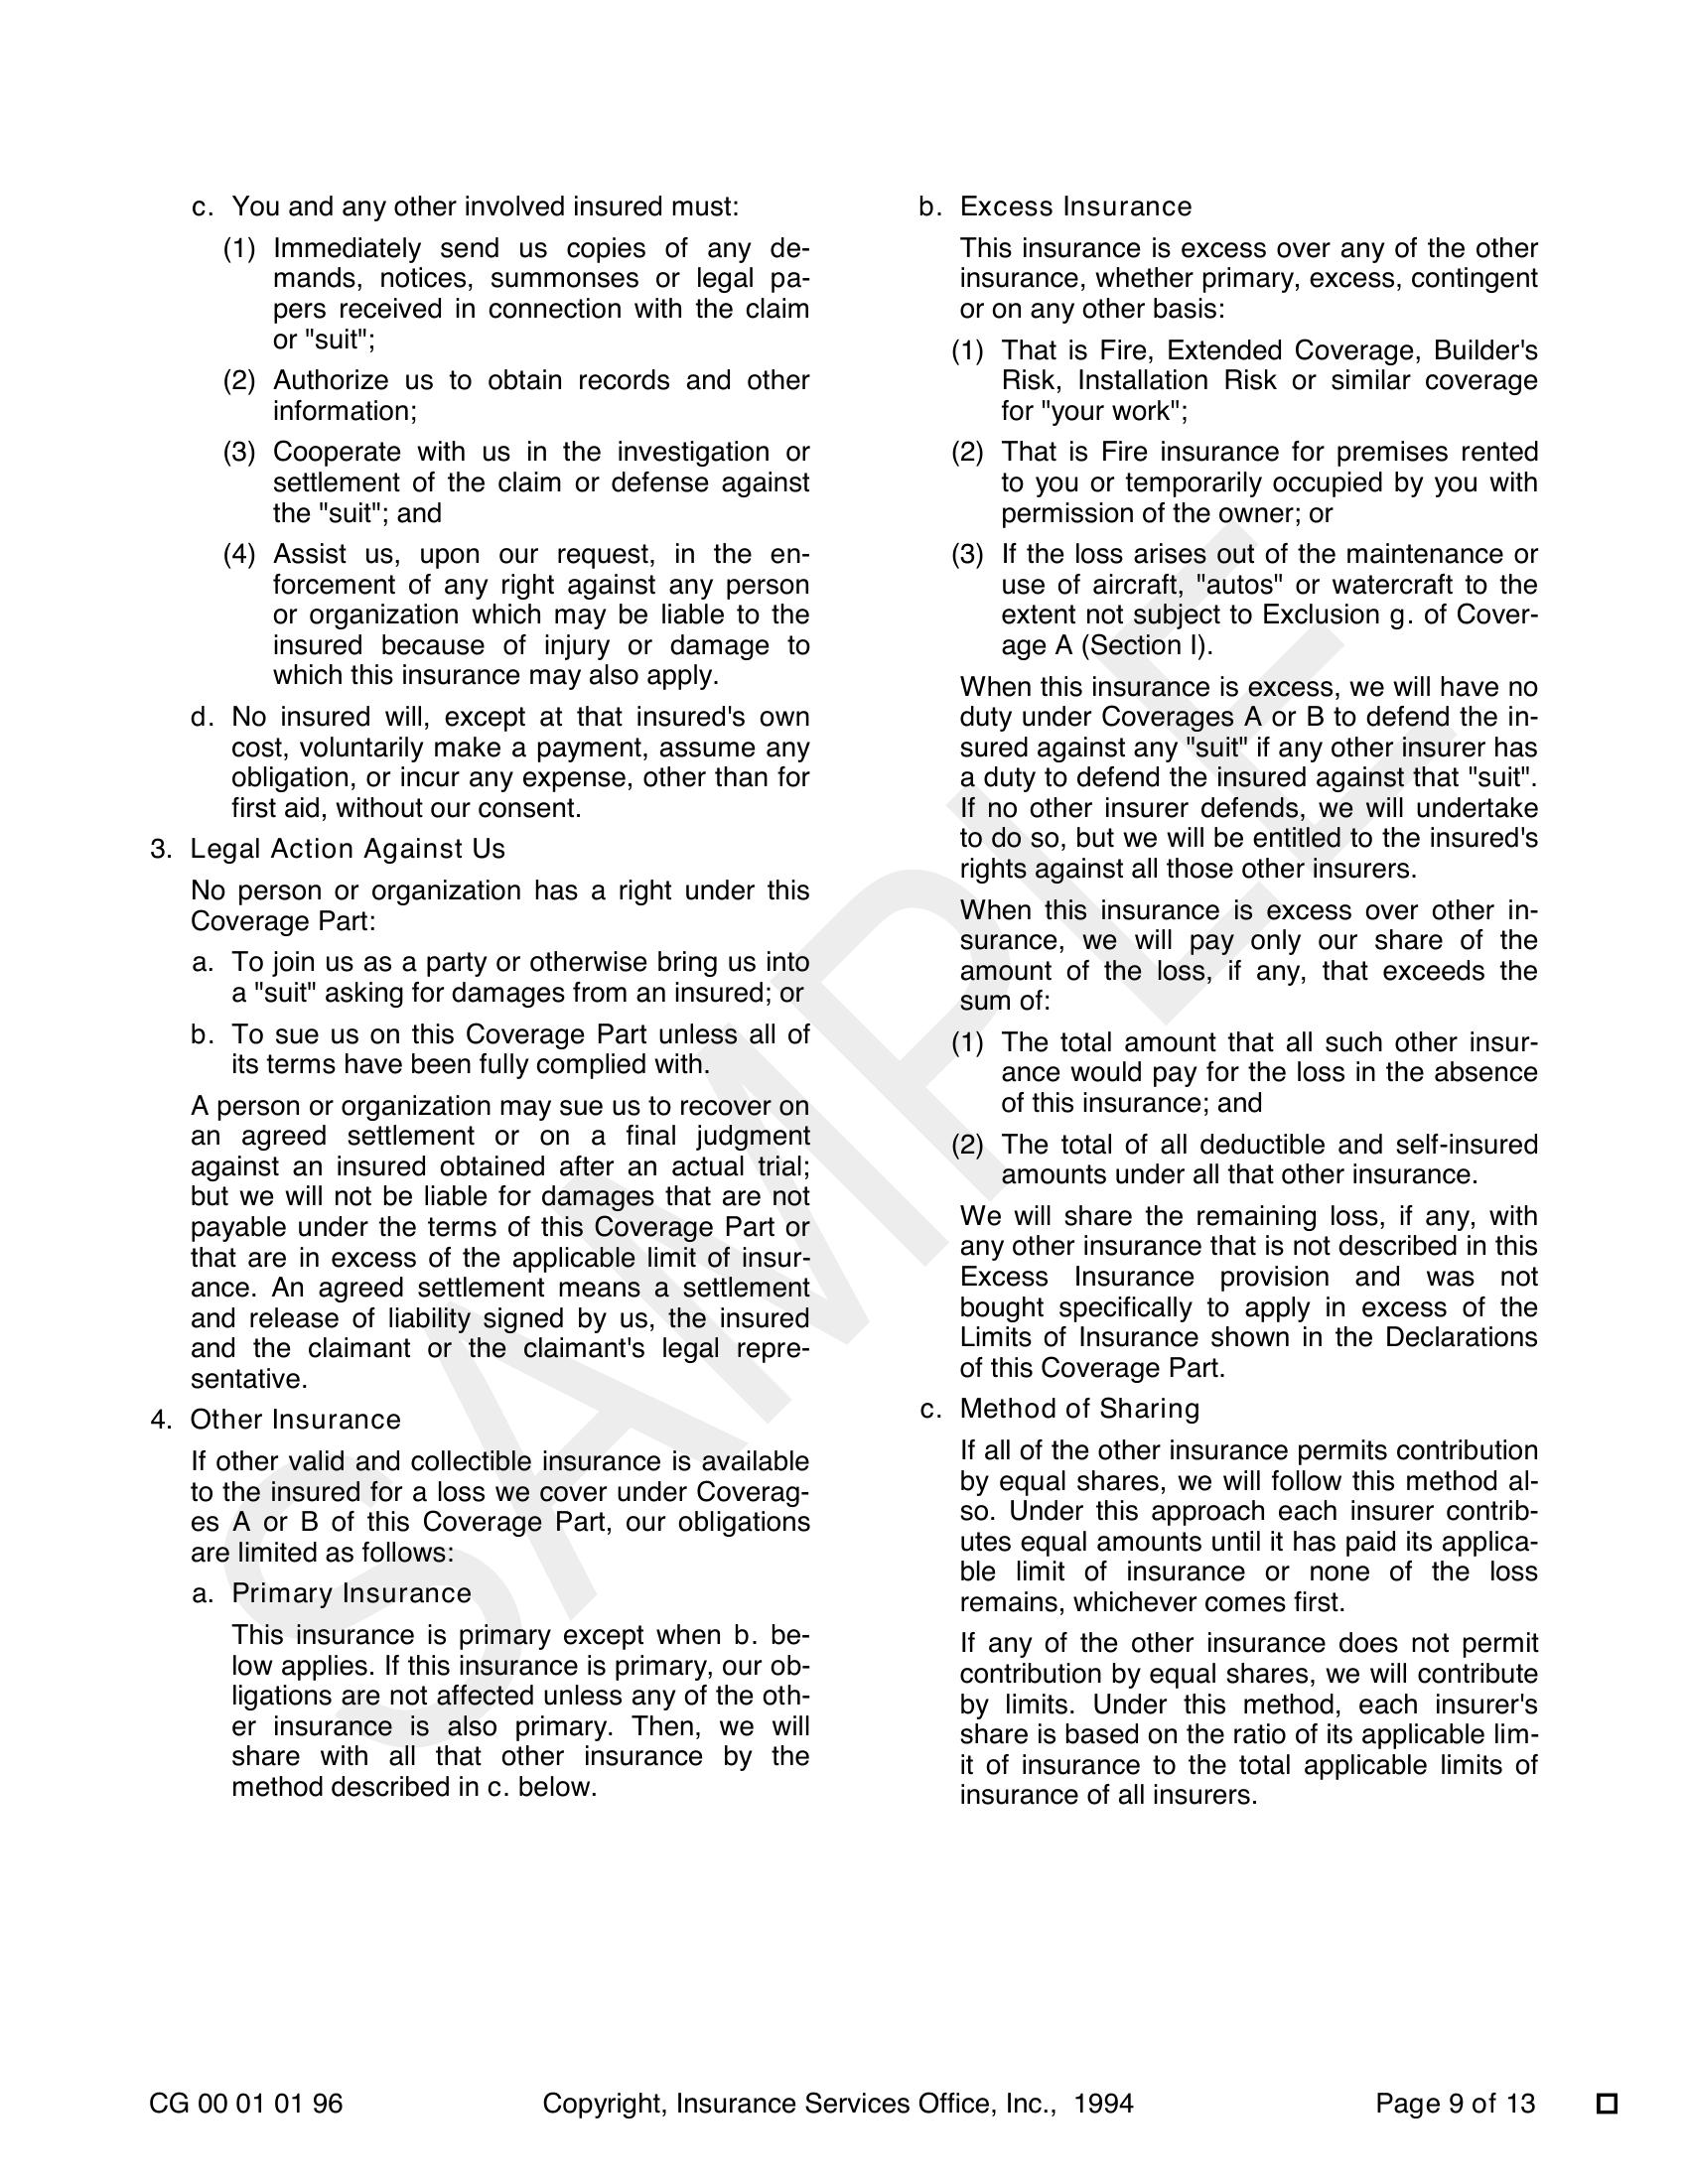 c. You and any other involved insured must:
(1) Immediately send us copies of any de-
mands, notices, summonses or legal pa-
pers received in connection with the claim
or "suit";
(2) Authorize us to obtain records and other
information;
(3) Cooperate with us in the investigation or
settlement of the claim or defense against
the "suit"; and
(4) Assist us, upon our request, in the en-
forcement of any right against any person
or organization which may be liable to the
insured because of injury or damage to
which this insurance may also apply.
d. No insured will, except at that insured's own
cost, voluntarily make a payment, assume any
obligation, or incur any expense, other than for
first aid, without our consent.
3. Legal Action Against Us
No person or organization has a right under this
Coverage Part:
a. To join us as a party or otherwise bring us into
a "suit" asking for damages from an insured; or
b. To sue us on this Coverage Part unless all of
its terms have been fully complied with.
A person or organization may sue us to recover on
an agreed settlement or on a final judgment
against an insured obtained after an actual trial;
but we will not be liable for damages that are not
payable under the terms of this Coverage Part or
that are in excess of the applicable limit of insur-
ance. An agreed settlement means a settlement
and release of liability signed by us, the insured
and the claimant or the claimant's legal repre-
sentative.
4. Other Insurance
If other valid and collectible insurance is available
to the insured for a loss we cover under Coverag-
es A or B of this Coverage Part, our obligations
are limited as follows:
a. Primary Insurance
This insurance is primary except when b. be-
low applies. If this insurance is primary, our ob-
ligations are not affected unless any of the oth-
er insurance is also primary. Then, we will
share with all that other insurance by the
method described in c. below.
b. Excess Insurance
This insurance is excess over any of the other
insurance, whether primary, excess, contingent
or on any other basis:
(1) That is Fire, Extended Coverage, Builder's
Risk, Installation Risk or similar coverage
for "your work";
(2) That is Fire insurance for premises rented
to you or temporarily occupied by you with
permission of the owner; or
(3) If the loss arises out of the maintenance or
use of aircraft, "autos" or watercraft to the
extent not subject to Exclusion g. of Cover-
age A (Section I).
When this insurance is excess, we will have no
duty under Coverages A or B to defend the in-
sured against any "suit" if any other insurer has
a duty to defend the insured against that "suit".
If no other insurer defends, we will undertake
to do so, but we will be entitled to the insured's
rights against all those other insurers.
When this insurance is excess over other in-
surance, we will pay only our share of the
amount of the loss, if any, that exceeds the
sum of:
(1) The total amount that all such other insur-
ance would pay for the loss in the absence
of this insurance; and
(2) The total of all deductible and self-insured
amounts under all that other insurance.
We will share the remaining loss, if any, with
any other insurance that is not described in this
Excess Insurance provision and was not
bought specifically to apply in excess of the
Limits of Insurance shown in the Declarations
of this Coverage Part.
c. Method of Sharing
If all of the other insurance permits contribution
by equal shares, we will follow this method al-
so. Under this approach each insurer contrib-
utes equal amounts until it has paid its applica-
ble limit of insurance or none of the loss
remains, whichever comes first.
If any of the other insurance does not permit
contribution by equal shares, we will contribute
by limits. Under this method, each insurer's
share is based on the ratio of its applicable lim-
it of insurance to the total applicable limits of
insurance of all insurers.
SAMPLE
CG 00 01 01 96 Copyright, Insurance Services Office, Inc., 1994 Page 9 of 13